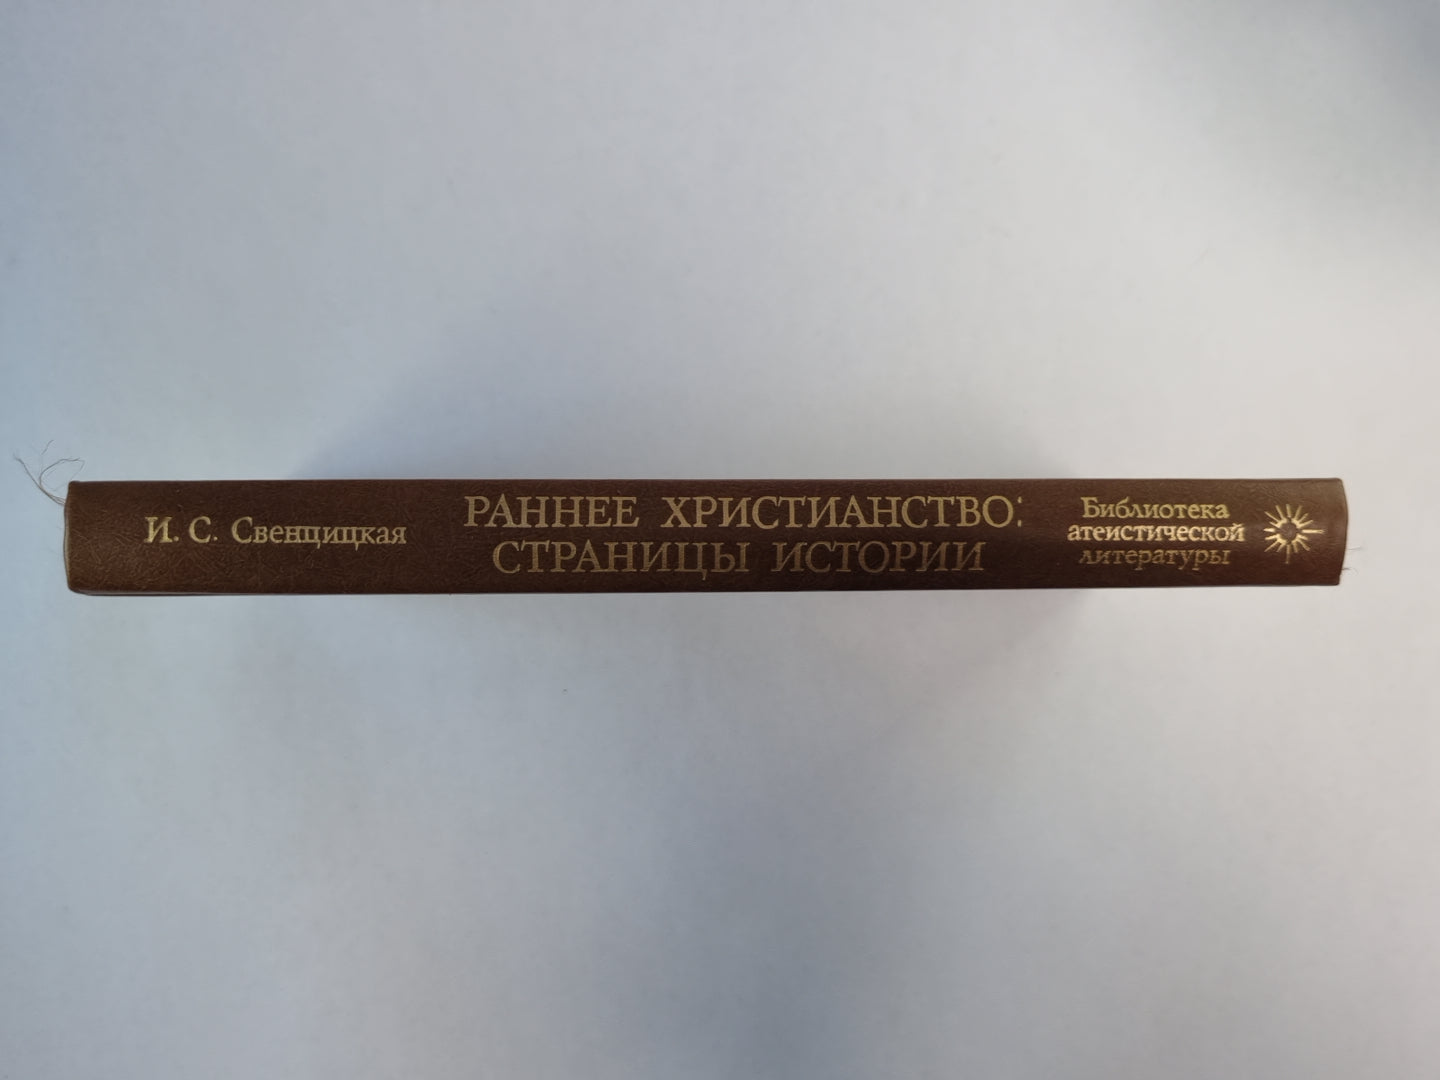 И. С. Свенцицкая
РАННЕЕ ХРИСТИАНСТВО:
СТРАНИЦЫ ИСТОРИИ
Библиотека
атеистической
литературы